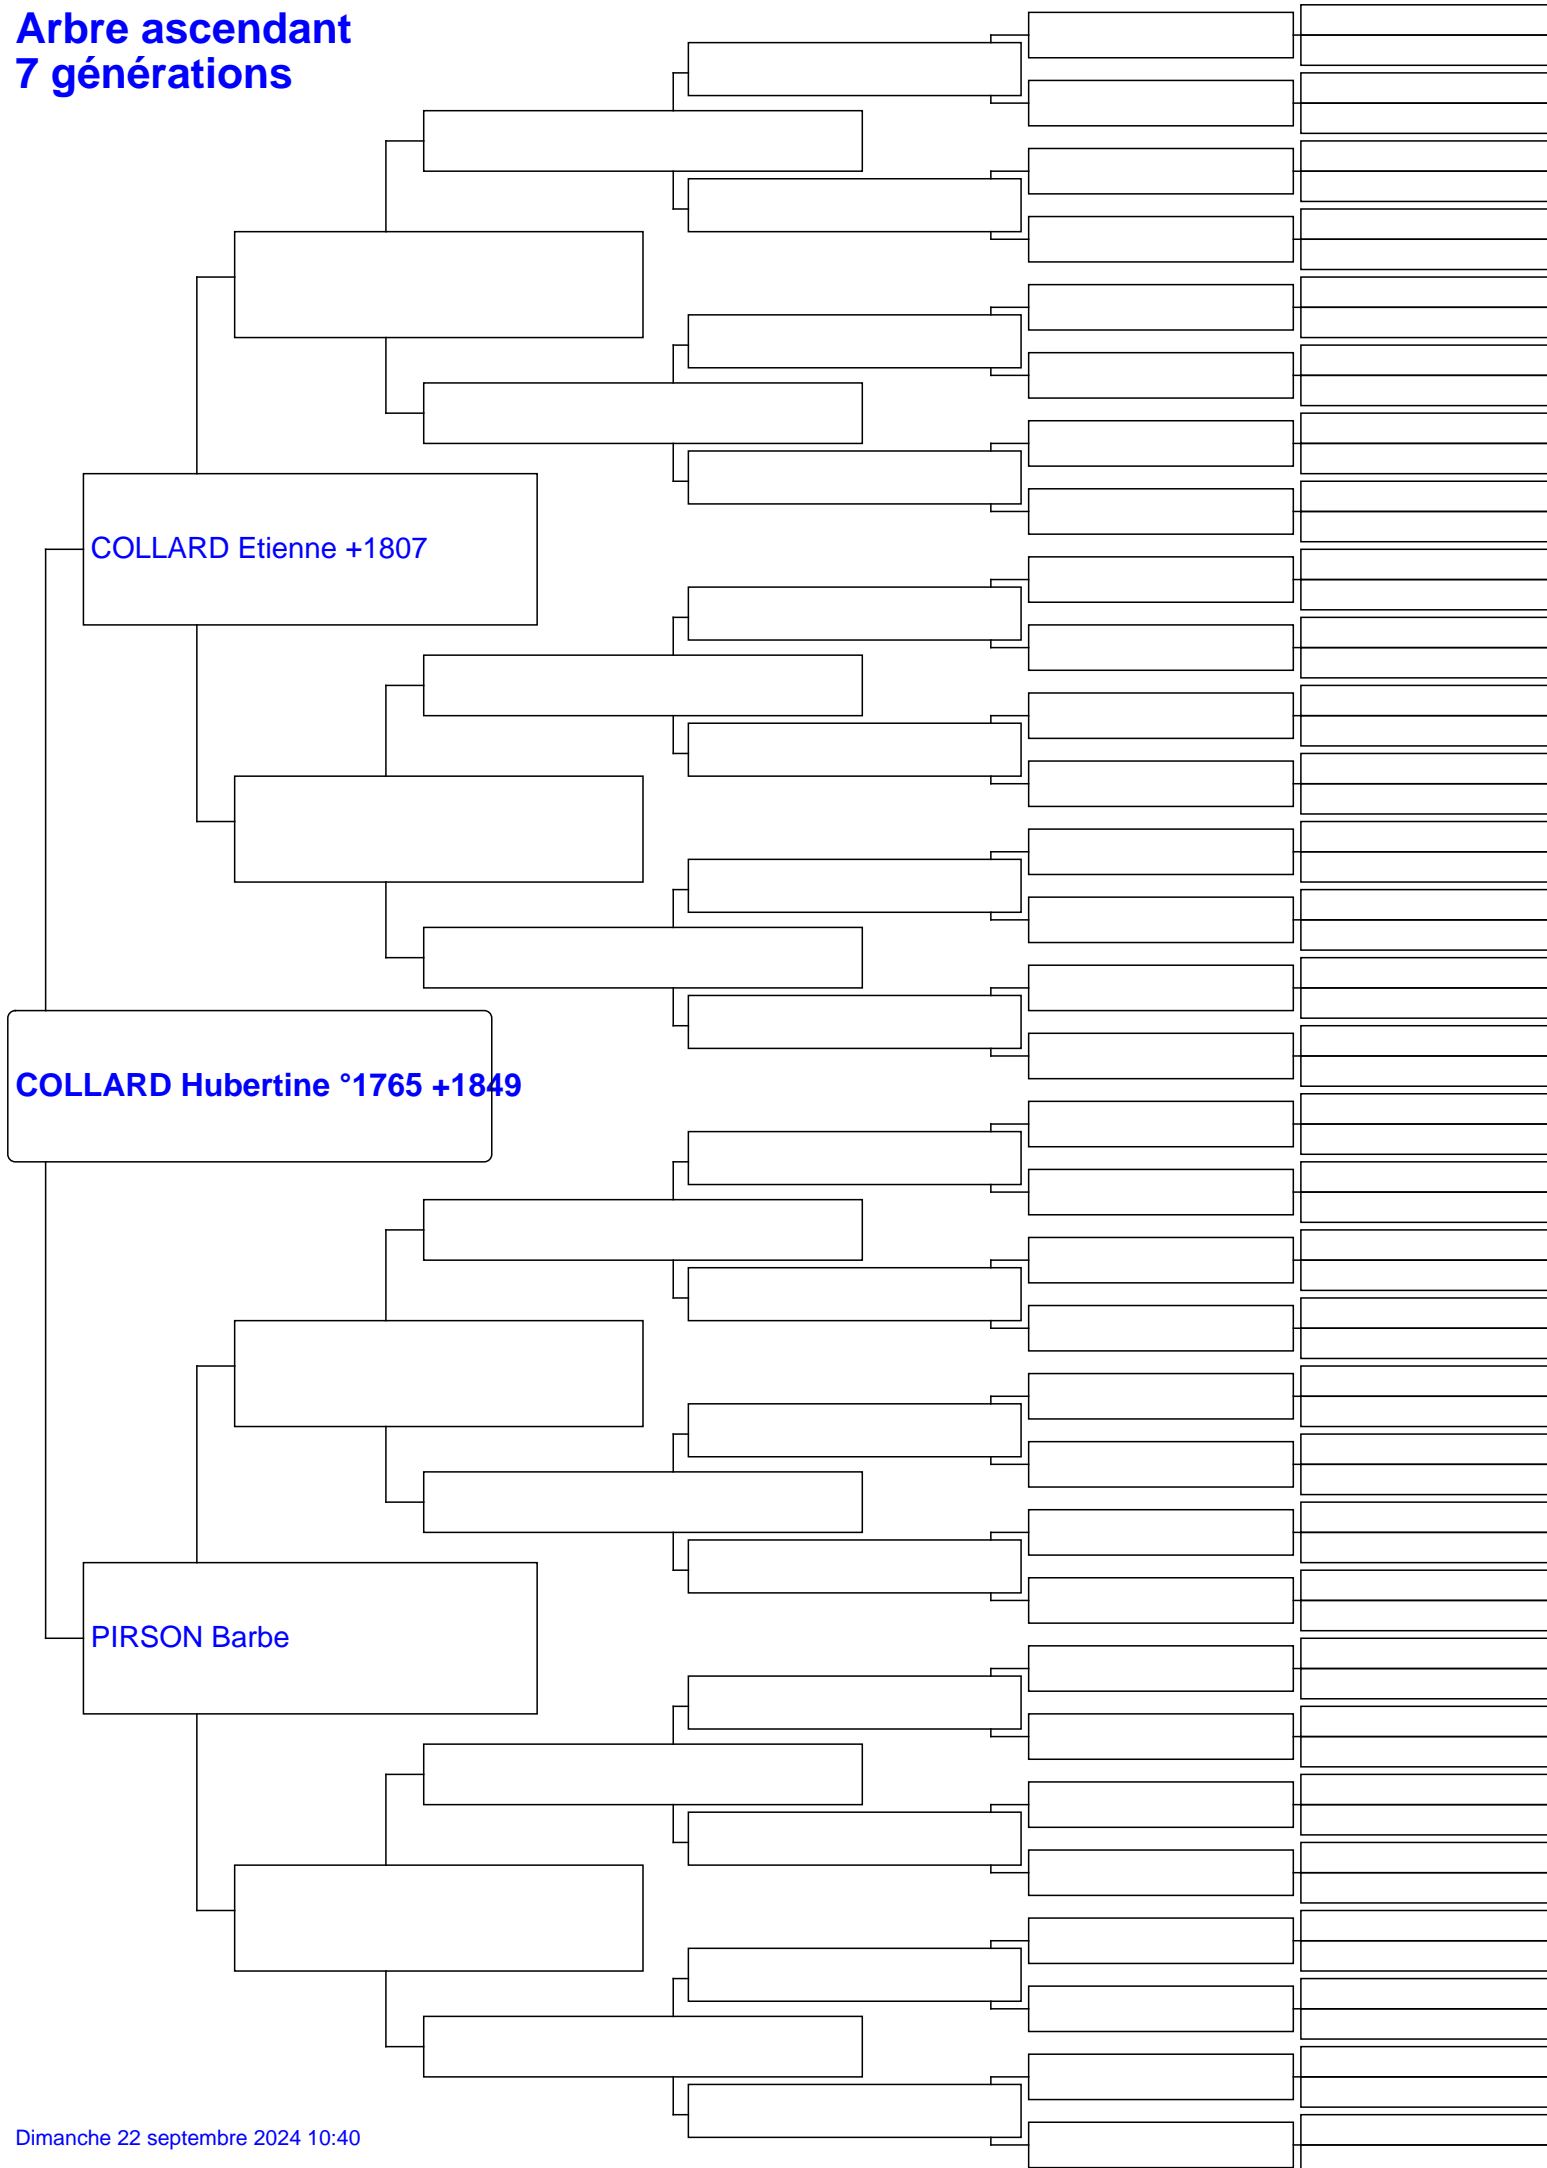 Arbre ascendant
7 générations
COLLARD Etienne +1807
COLLARD Hubertine °1765 +1849
PIRSON Barbe
Dimanche 22 septembre 2024 10:40